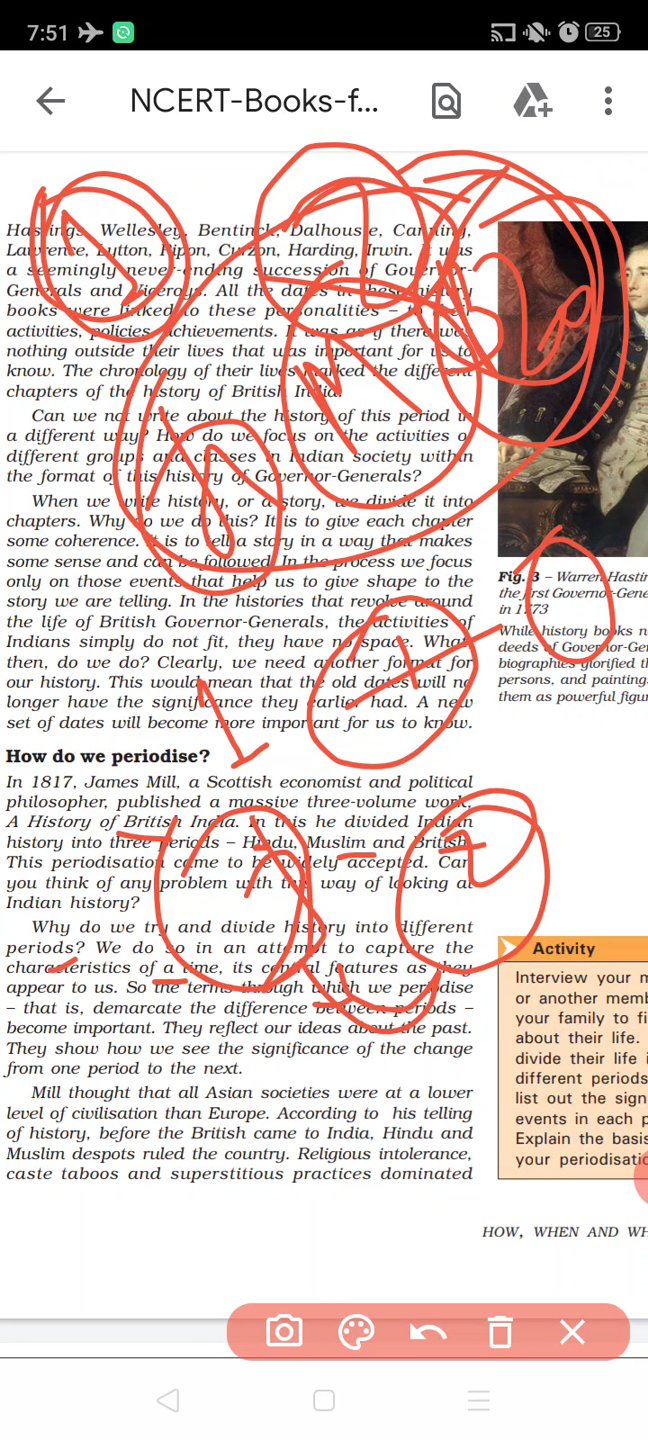 7:51
25
NCERT-Books-f...
Hastings, Wellesley, Bentinck, Dalhousie, Canning,
Lawrence, Lytton, Ripon, Curzon, Harding, Irwin. It was
a seemingly never-ending succession of Governor-
Generals and Viceroys. All the dates in these history
books were linked to these personalities – to their
activities, policies, achievements. It was as if there was
nothing outside their lives that was important for us to
know. The chronology of their lives marked the different
chapters of the history of British India.
Can we not write about the history of this period in
a different way? How do we focus on the activities of
different groups and classes in Indian society within
the format of this history of Governor-Generals?
When we write history, or a story, we divide it into
chapters. Why do we do this? It is to give each chapter
some coherence. It is to tell a story in a way that makes
some sense and can be followed. In the process we focus
only on those events that help us to give shape to the
story we are telling. In the histories that revolve around
the life of British Governor-Generals, the activities of
Indians simply do not fit, they have no space. What,
then, do we do? Clearly, we need another format for
our history. This would mean that the old dates will no
longer have the significance they earlier had. A new
set of dates will become more important for us to know.
How do we periodise?
In 1817, James Mill, a Scottish economist and political
philosopher, published a massive three-volume work,
A History of British India. In this he divided Indian
history into three periods – Hindu, Muslim and British.
This periodisation came to be widely accepted. Can
you think of any problem with this way of looking at
Indian history?
Why do we try and divide history into different
periods? We do so in an attempt to capture the
characteristics of a time, its central features as they
appear to us. So the terms through which we periodise
– that is, demarcate the difference between periods –
become important. They reflect our ideas about the past.
They show how we see the significance of the change
from one period to the next.
Mill thought that all Asian societies were at a lower
level of civilisation than Europe. According to his telling
of history, before the British came to India, Hindu and
Muslim despots ruled the country. Religious intolerance,
caste taboos and superstitious practices dominated
Fig. 3 – Warren Hastin
the first Governor-Gene
in 1773
While history books n
deeds of Governor-Ge
biographies glorified th
persons, and painting
them as powerful figur
Activity
Interview your m
or another memb
your family to fi
about their life.
divide their life i
different periods
list out the sign
events in each p
Explain the basis
your periodisatio
HOW, WHEN AND WH